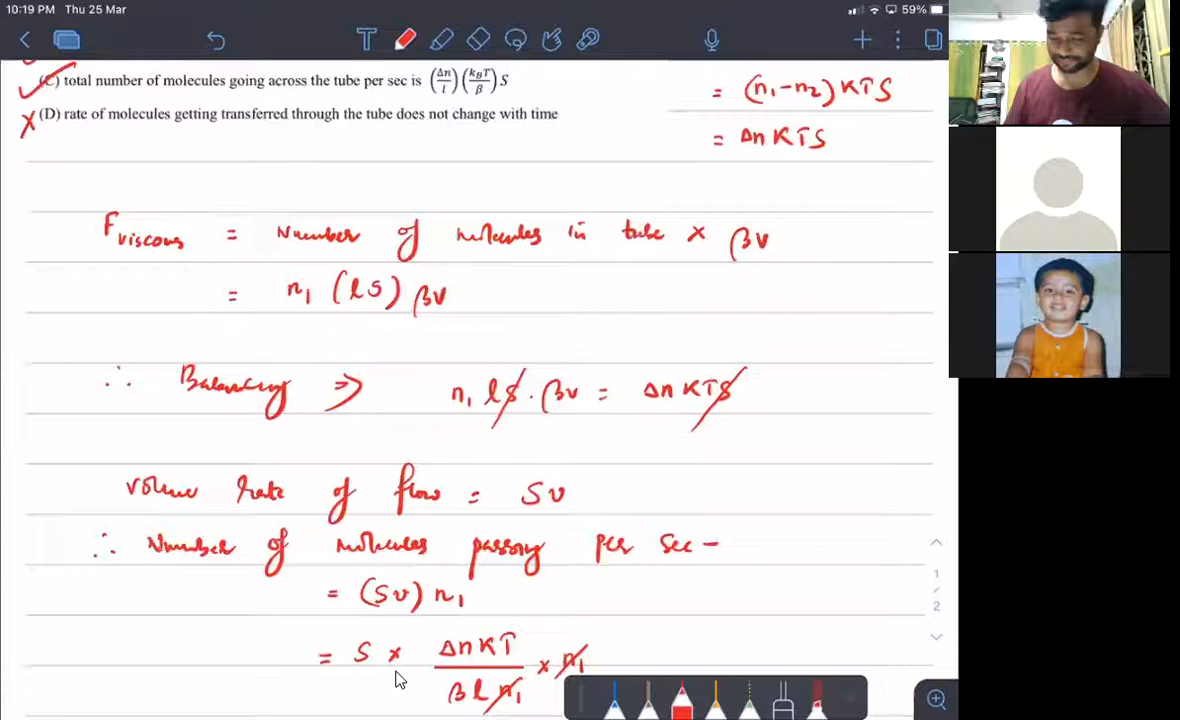 10:19 PM Thu 25 Mar
59%
(C) total number of molecules going across the tube per sec is (Δn/l)(k_BT/β)S
(D) rate of molecules getting transferred through the tube does not change with time
= (n₁-n₂)KTS
= Δn KTS
F viscous = Number of molecules in tube × βv
= n₁ (lS) βv
∴ Balancing ⇒ n₁ lS . βv = Δn KTS
Volume rate of flow = Sv
∴ Number of molecules passing per sec -
= (Sv) n₁
= S × ΔnKT / βl n₁ × n₁
1
2